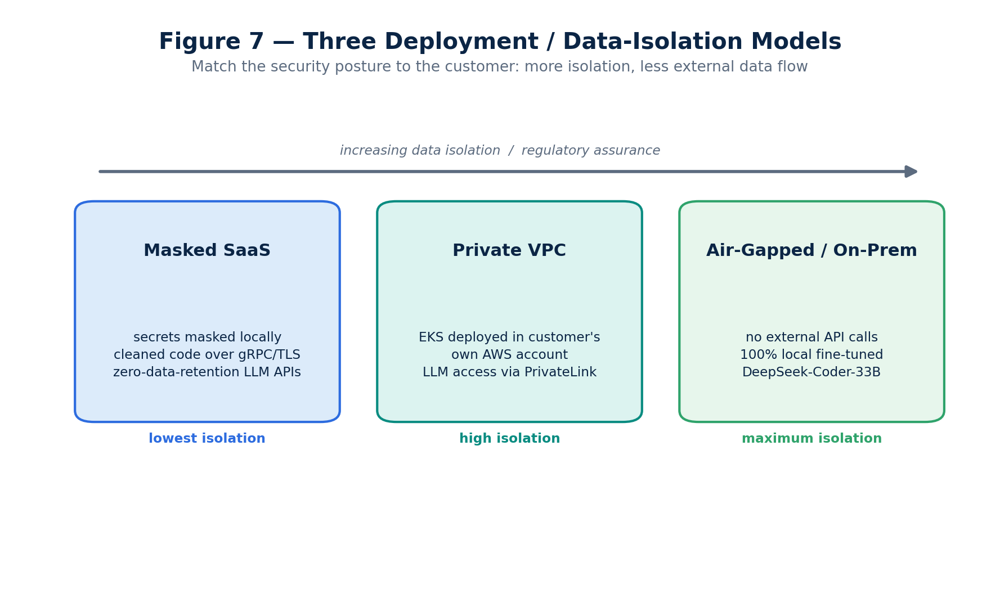 Figure 7 — Three Deployment / Data-Isolation Models
Match the security posture to the customer: more isolation, less external data flow
increasing data isolation / regulatory assurance
Masked SaaS
secrets masked locally
cleaned code over gRPC/TLS
zero-data-retention LLM APIs
lowest isolation
Private VPC
EKS deployed in customer's
own AWS account
LLM access via PrivateLink
high isolation
Air-Gapped / On-Prem
no external API calls
100% local fine-tuned
DeepSeek-Coder-33B
maximum isolation